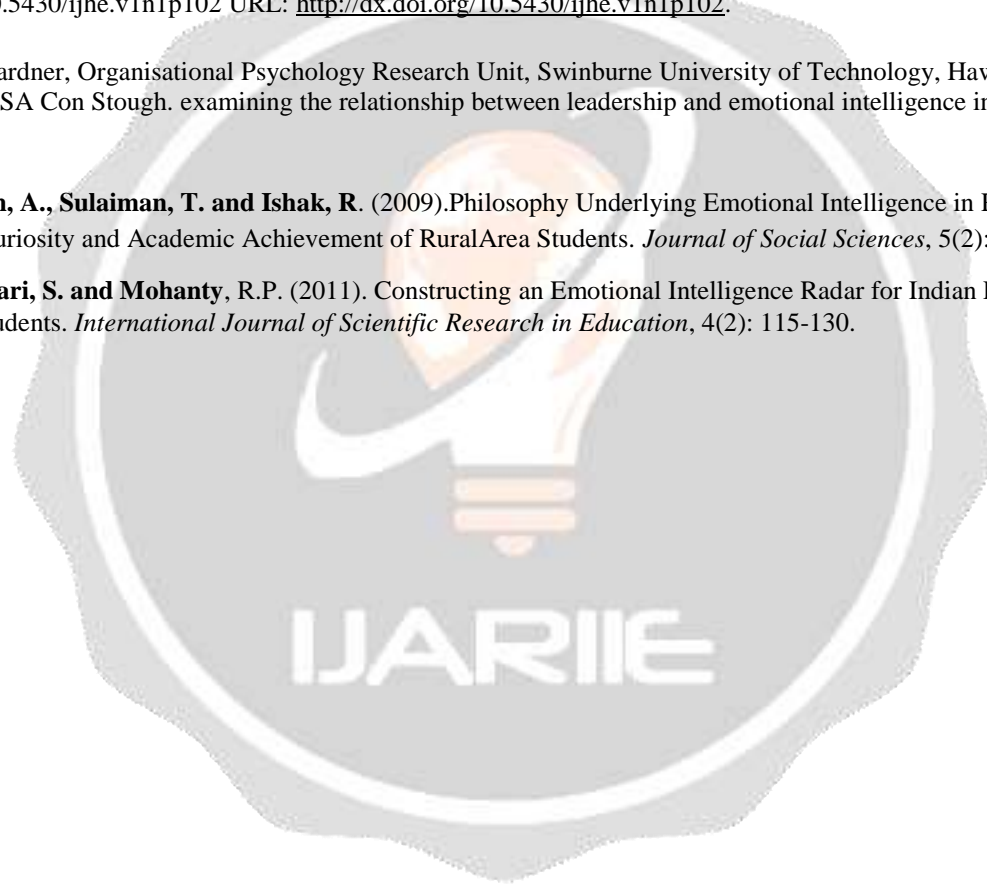 0.5430/ijhe.v1n1p102 URL: http://dx.doi.org/10.5430/ijhe.v1n1p102.
ardner, Organisational Psychology Research Unit, Swinburne University of Technology, Haw
SA Con Stough. examining the relationship between leadership and emotional intelligence in
n, A., Sulaiman, T. and Ishak, R. (2009).Philosophy Underlying Emotional Intelligence in
uriosity and Academic Achievement of RuralArea Students. Journal of Social Sciences, 5(2):
ari, S. and Mohanty, R.P. (2011). Constructing an Emotional Intelligence Radar for Indian
udents. International Journal of Scientific Research in Education, 4(2): 115-130.
IJARIIE